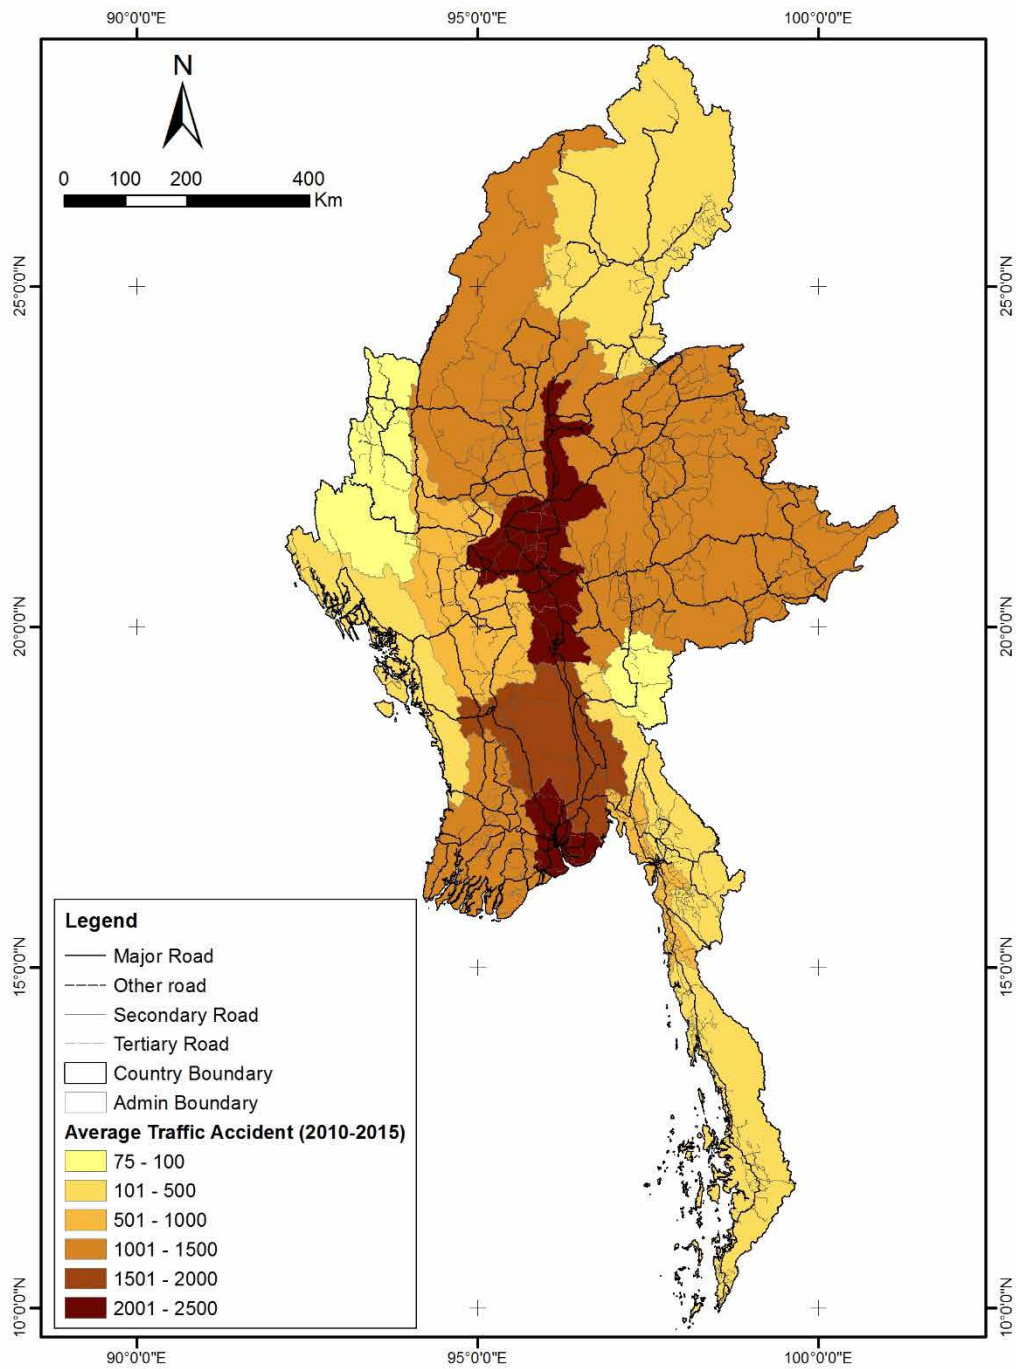 90°0'0"E 95°0'0"E 100°0'0"E
N
0 100 200 400
Km
25°0'0"N 25°0'0"N
20°0'0"N 20°0'0"N
15°0'0"N 15°0'0"N
10°0'0"N 10°0'0"N
Legend
Major Road
Other road
Secondary Road
Tertiary Road
Country Boundary
Admin Boundary
Average Traffic Accident (2010-2015)
75 - 100
101 - 500
501 - 1000
1001 - 1500
1501 - 2000
2001 - 2500
90°0'0"E 95°0'0"E 100°0'0"E